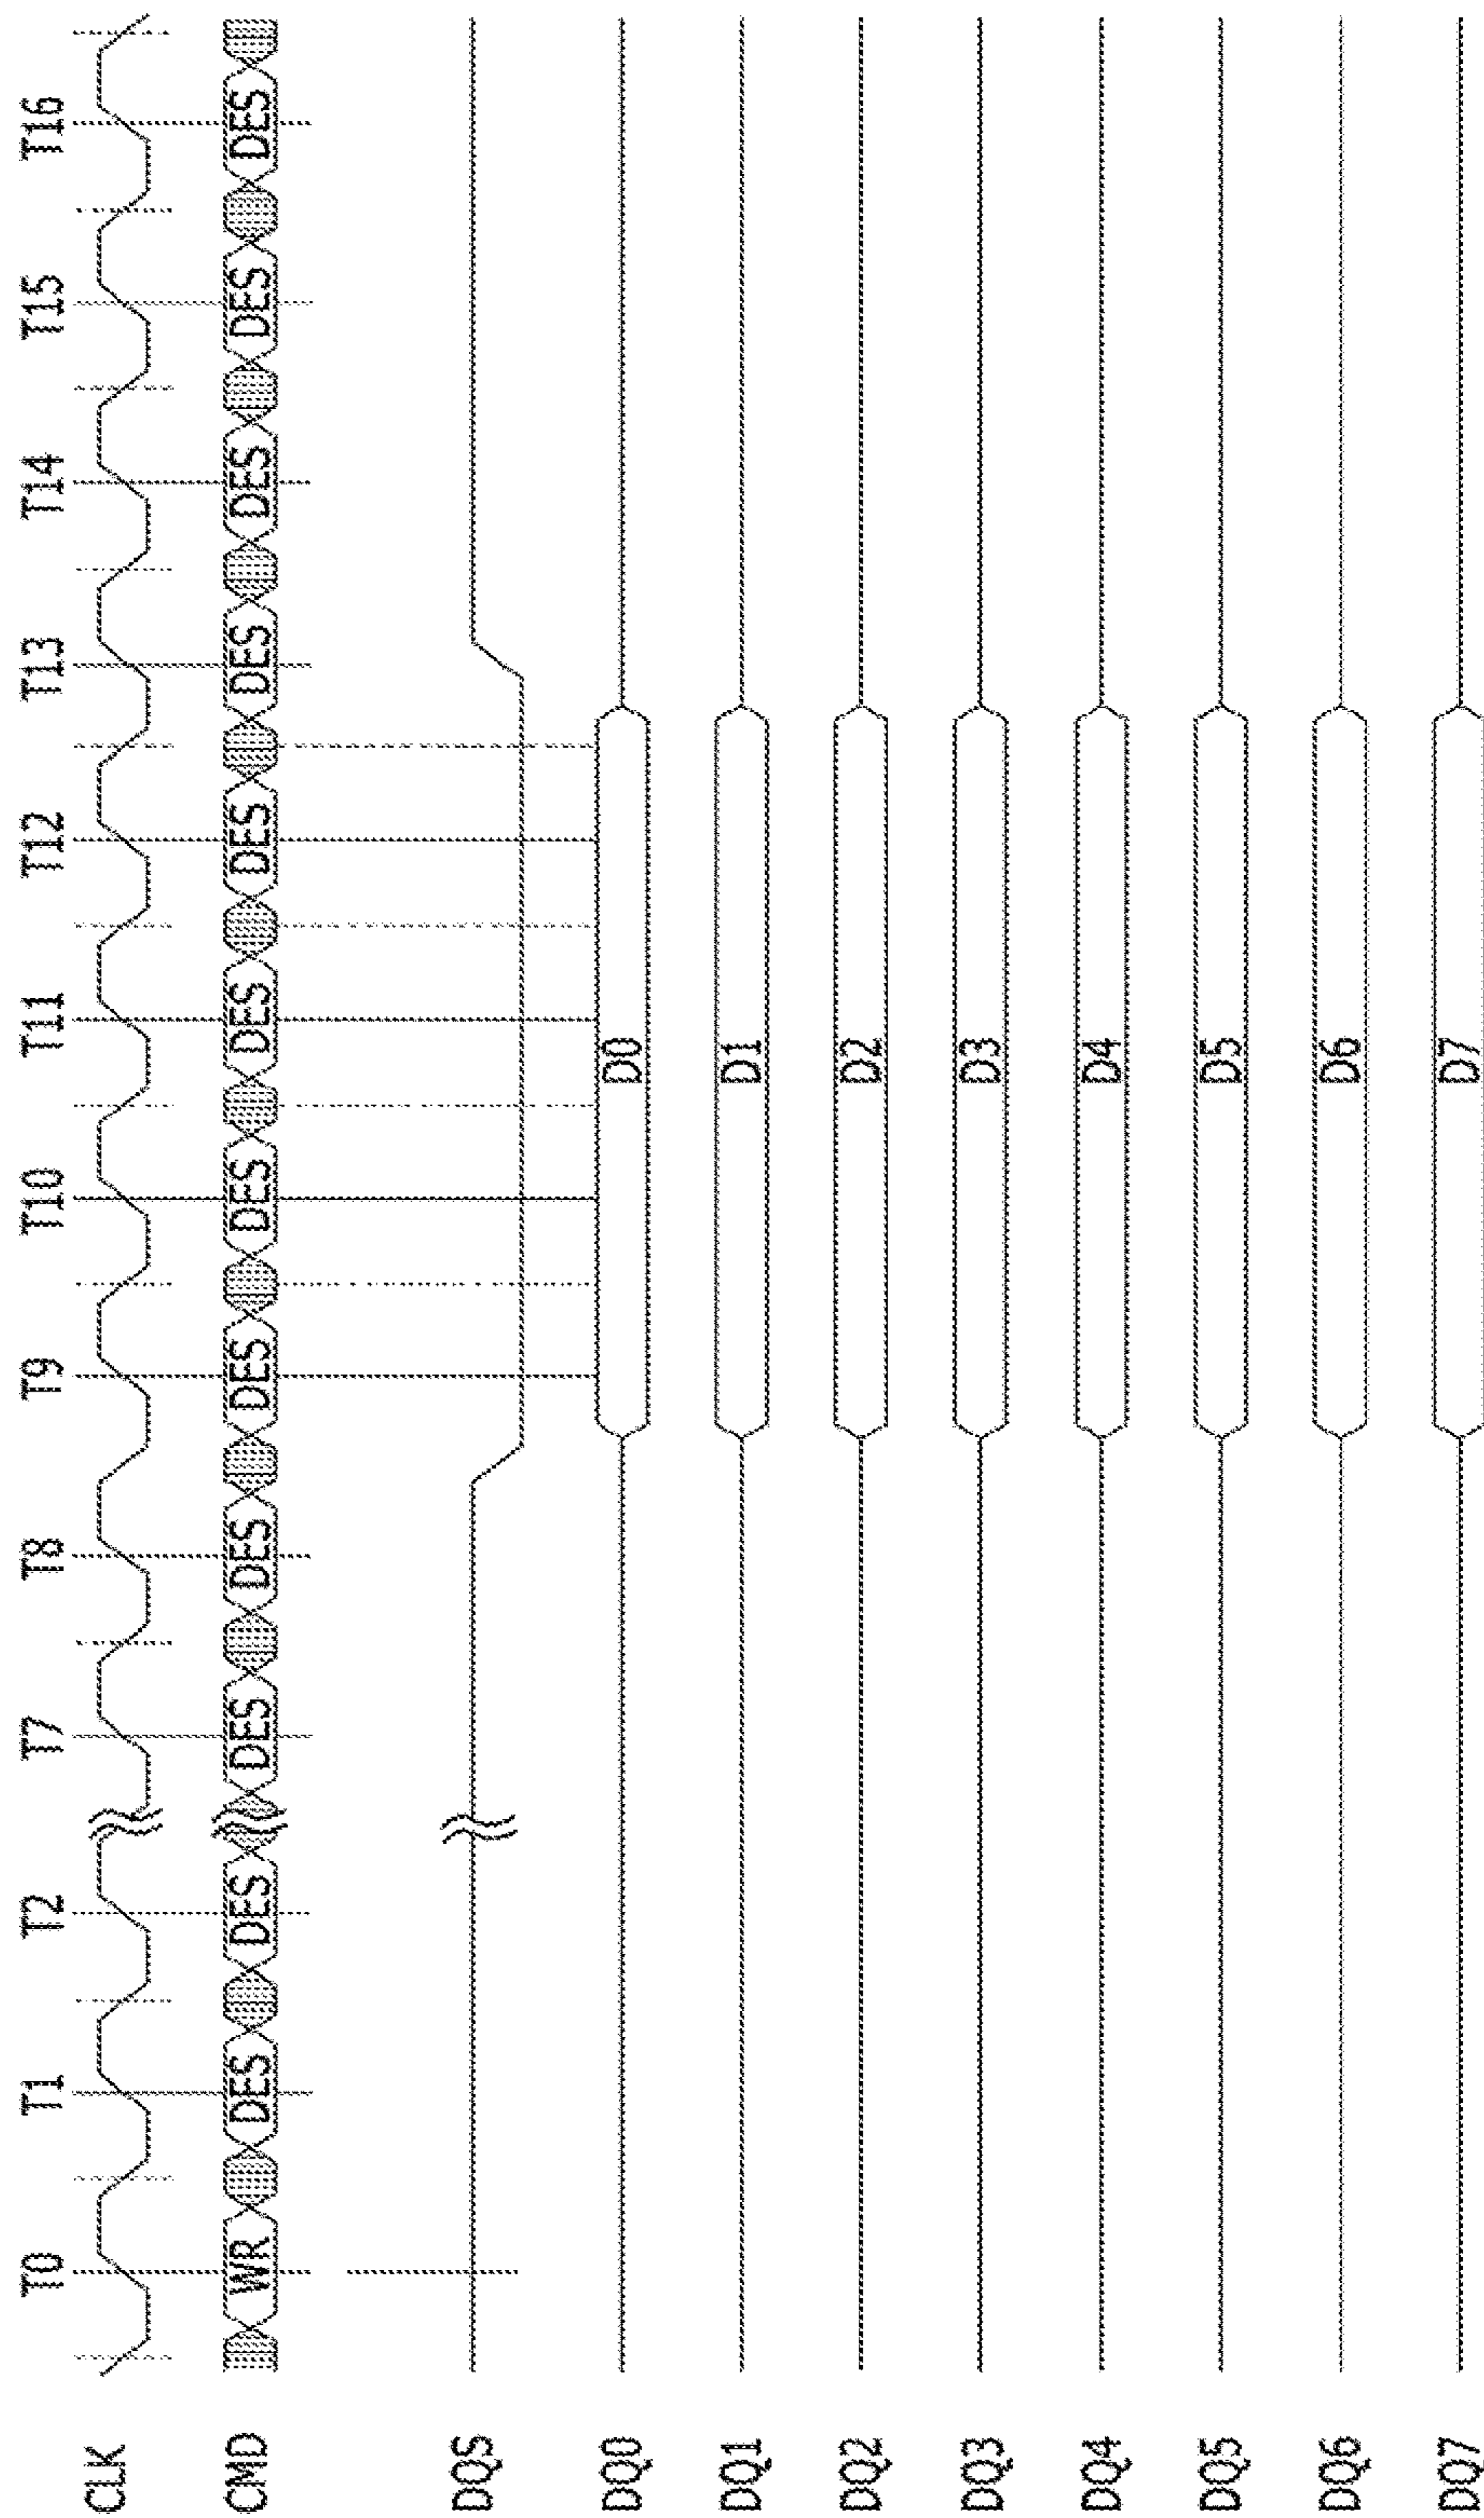 T0 T1 T2 T7 T8 T9 T10 T11 T12 T13 T14 T15 T16
CLK
CMD WR DES DES DES DES DES DES DES DES DES DES DES DES
DQS
DQ0 D0
DQ1 D1
DQ2 D2
DQ3 D3
DQ4 D4
DQ5 D5
DQ6 D6
DQ7 D7